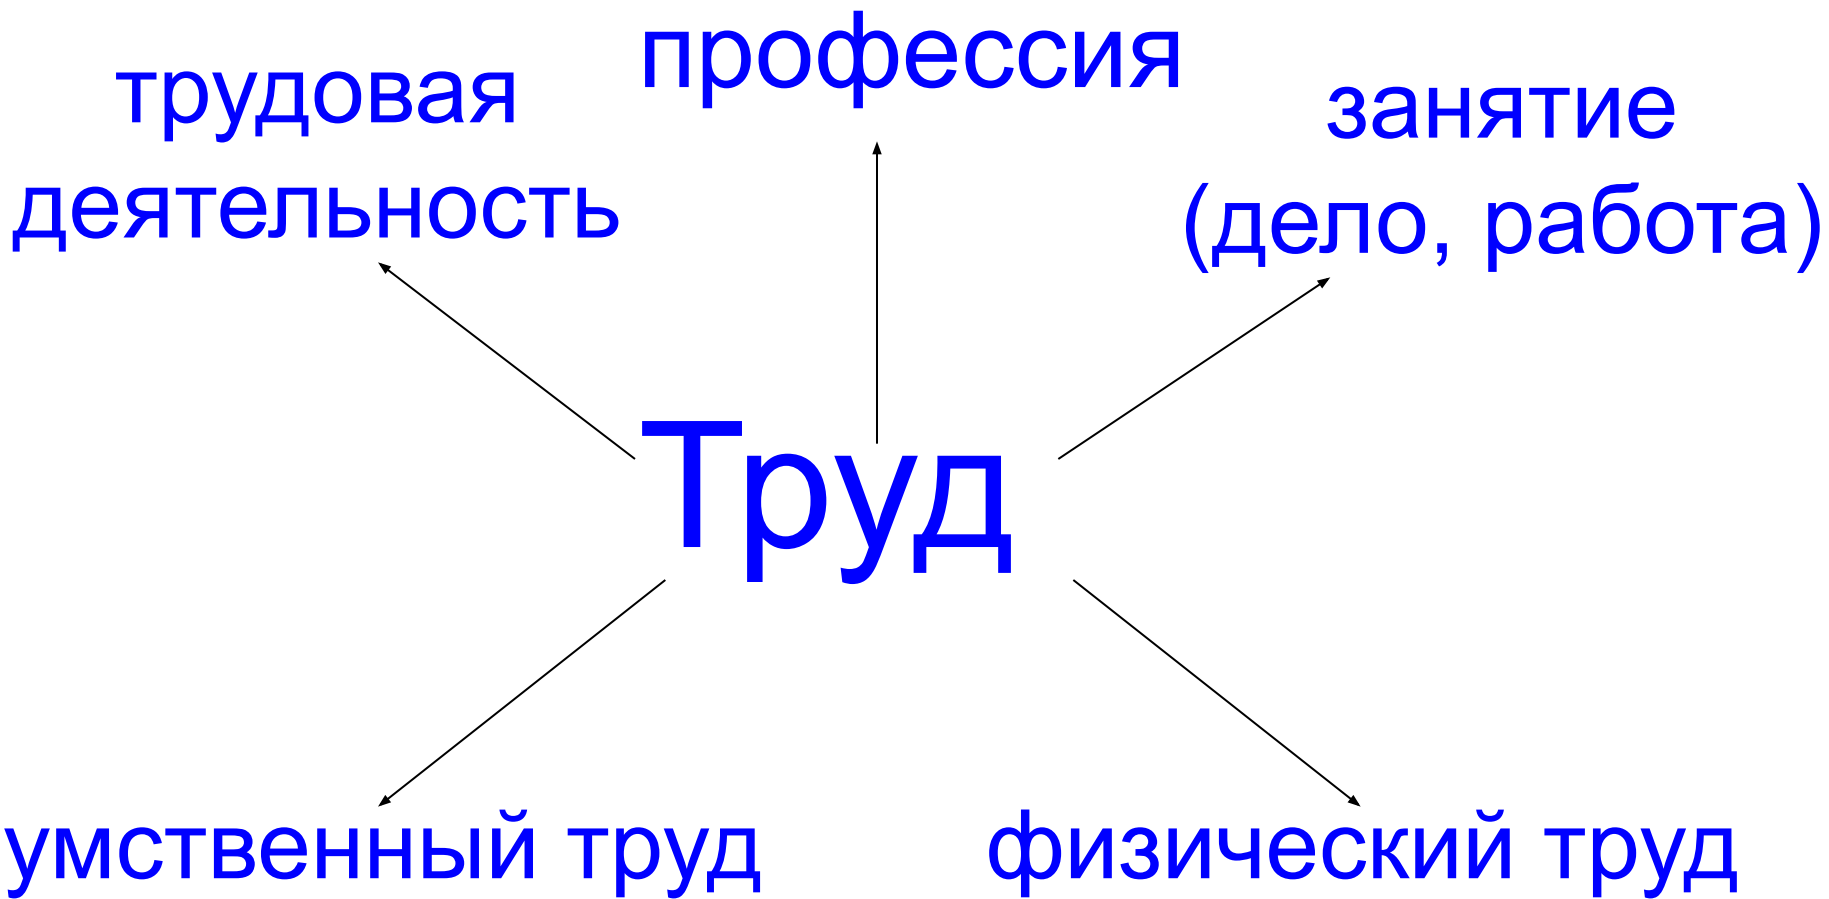 профессия
трудовая
деятельность
занятие
(дело, работа)
Труд
умственный труд
физический труд